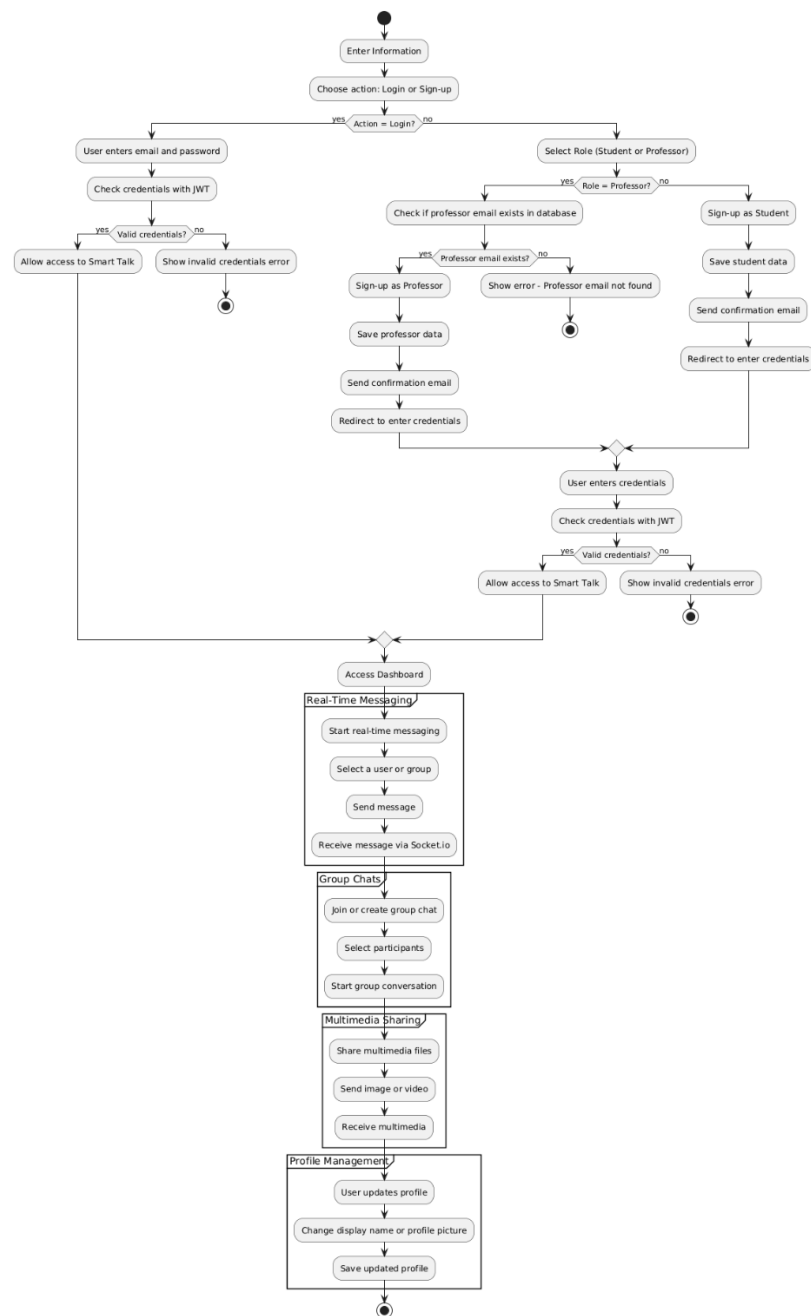 Enter Information
Choose action: Login or Sign-up
yes
Action = Login?
no
User enters email and password
Check credentials with JWT
yes
Valid credentials?
no
Allow access to Smart Talk
Show invalid credentials error
Select Role (Student or Professor)
yes
Role = Professor?
no
Check if professor email exists in database
yes
Professor email exists?
no
Sign-up as Professor
Show error - Professor email not found
Save professor data
Send confirmation email
Redirect to enter credentials
Sign-up as Student
Save student data
Send confirmation email
Redirect to enter credentials
User enters credentials
Check credentials with JWT
yes
Valid credentials?
no
Allow access to Smart Talk
Show invalid credentials error
Access Dashboard
Real-Time Messaging
Start real-time messaging
Select a user or group
Send message
Receive message via Socket.io
Group Chats
Join or create group chat
Select participants
Start group conversation
Multimedia Sharing
Share multimedia files
Send image or video
Receive multimedia
Profile Management
User updates profile
Change display name or profile picture
Save updated profile